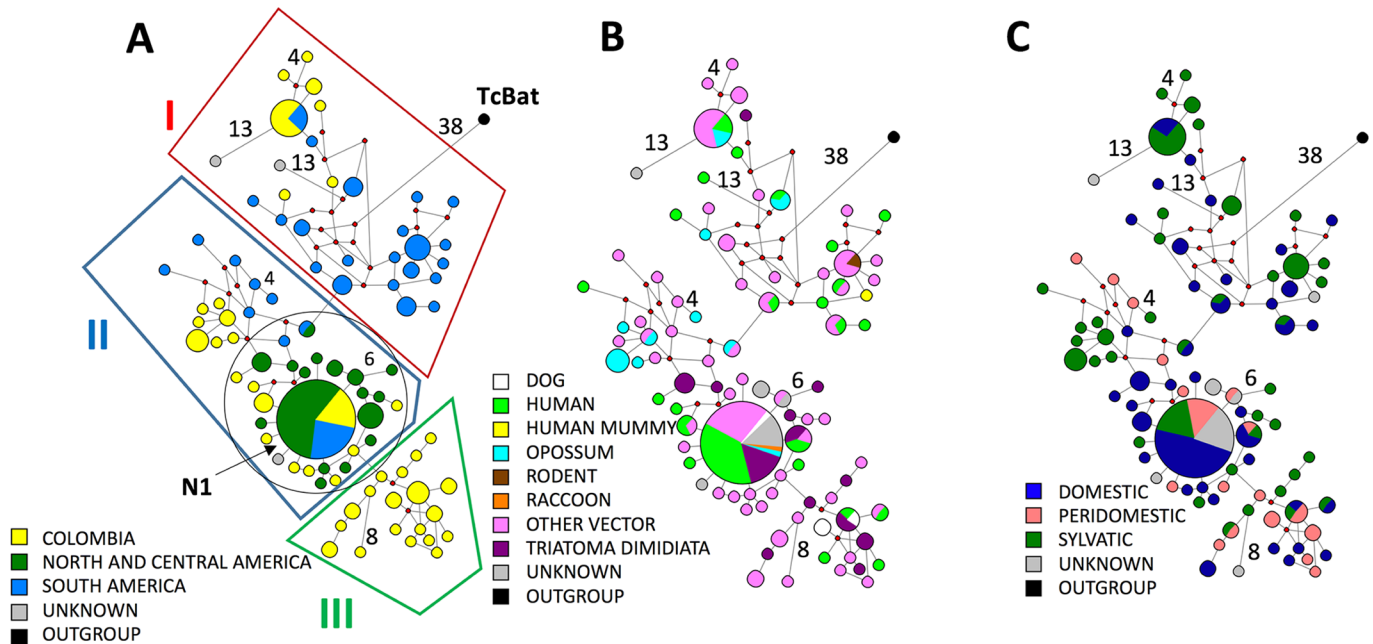 A
B
C
4
4
4
TcBat
I
13
38
13
38
13
38
13
13
13
II
4
4
4
6
6
6
N1
8
8
8
III
COLOMBIA
NORTH AND CENTRAL AMERICA
SOUTH AMERICA
UNKNOWN
OUTGROUP
DOG
HUMAN
HUMAN MUMMY
OPOSSUM
RODENT
RACCOON
OTHER VECTOR
TRIATOMA DIMIDIATA
UNKNOWN
OUTGROUP
DOMESTIC
PERIDOMESTIC
SYLVATIC
UNKNOWN
OUTGROUP